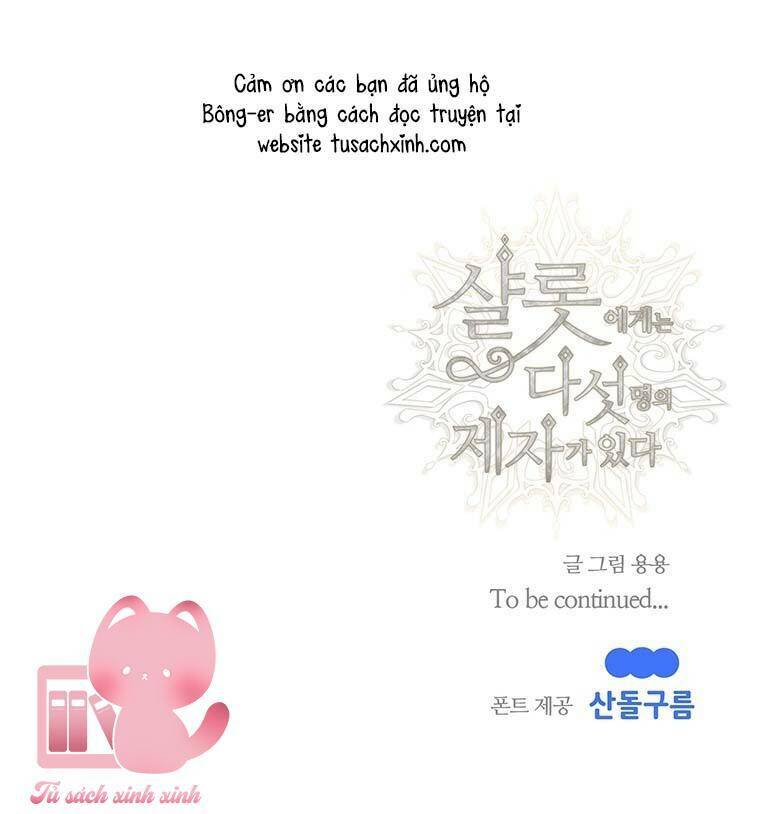 Cảm ơn các bạn đã ủng hộ
Bông-er bằng cách đọc truyện tại
website tusachxinh.com
샬롯에게는
다섯 명의
제자가 있다
글 그림 용용
To be continued...
폰트 제공 산돌구름
Tủ sách xinh xinh